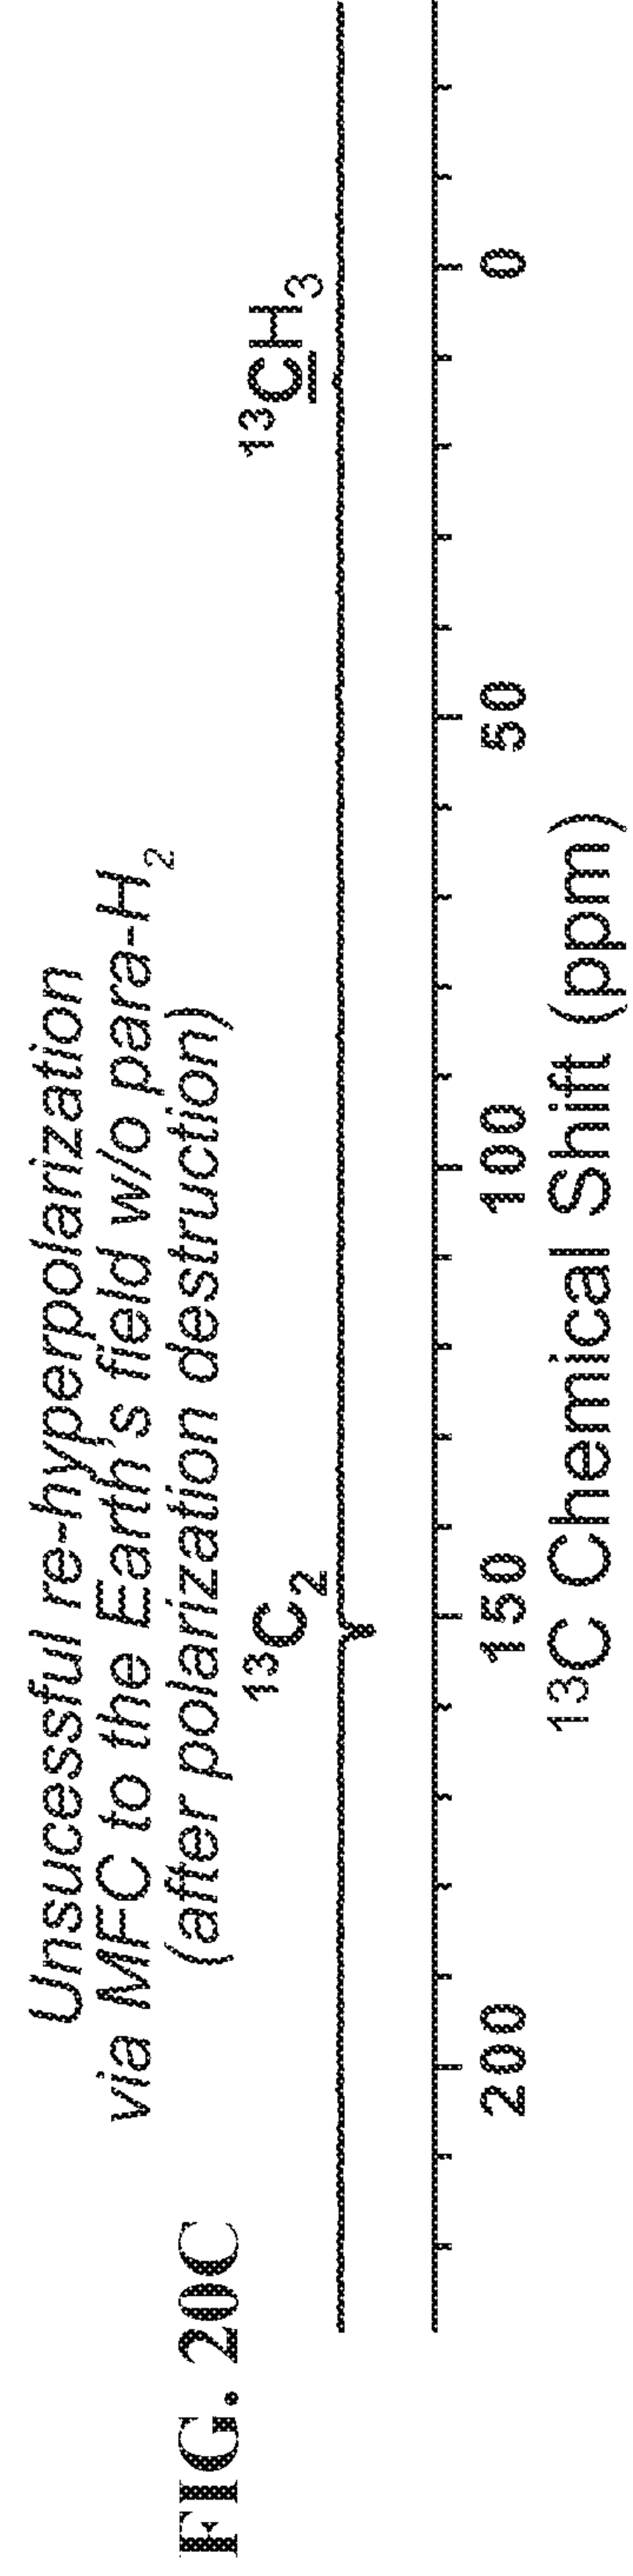 FIG. 20C
Unsucessful re-hyperpolarization
via MFC to the Earth's field w/o para-H₂
(after polarization destruction)
¹³C₂
¹³CH₃
200 150 100 50 0
¹³C Chemical Shift (ppm)